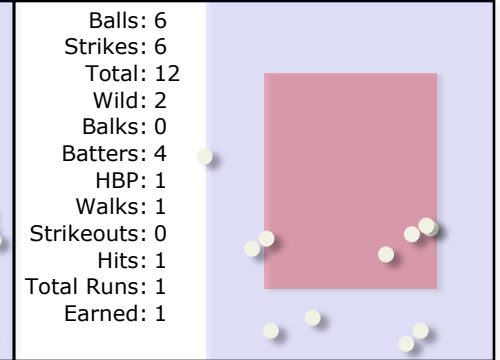 Balls: 6
Strikes: 6
Total: 12
Wild: 2
Balks: 0
Batters: 4
HBP: 1
Walks: 1
Strikeouts: 0
Hits: 1
Total Runs: 1
Earned: 1